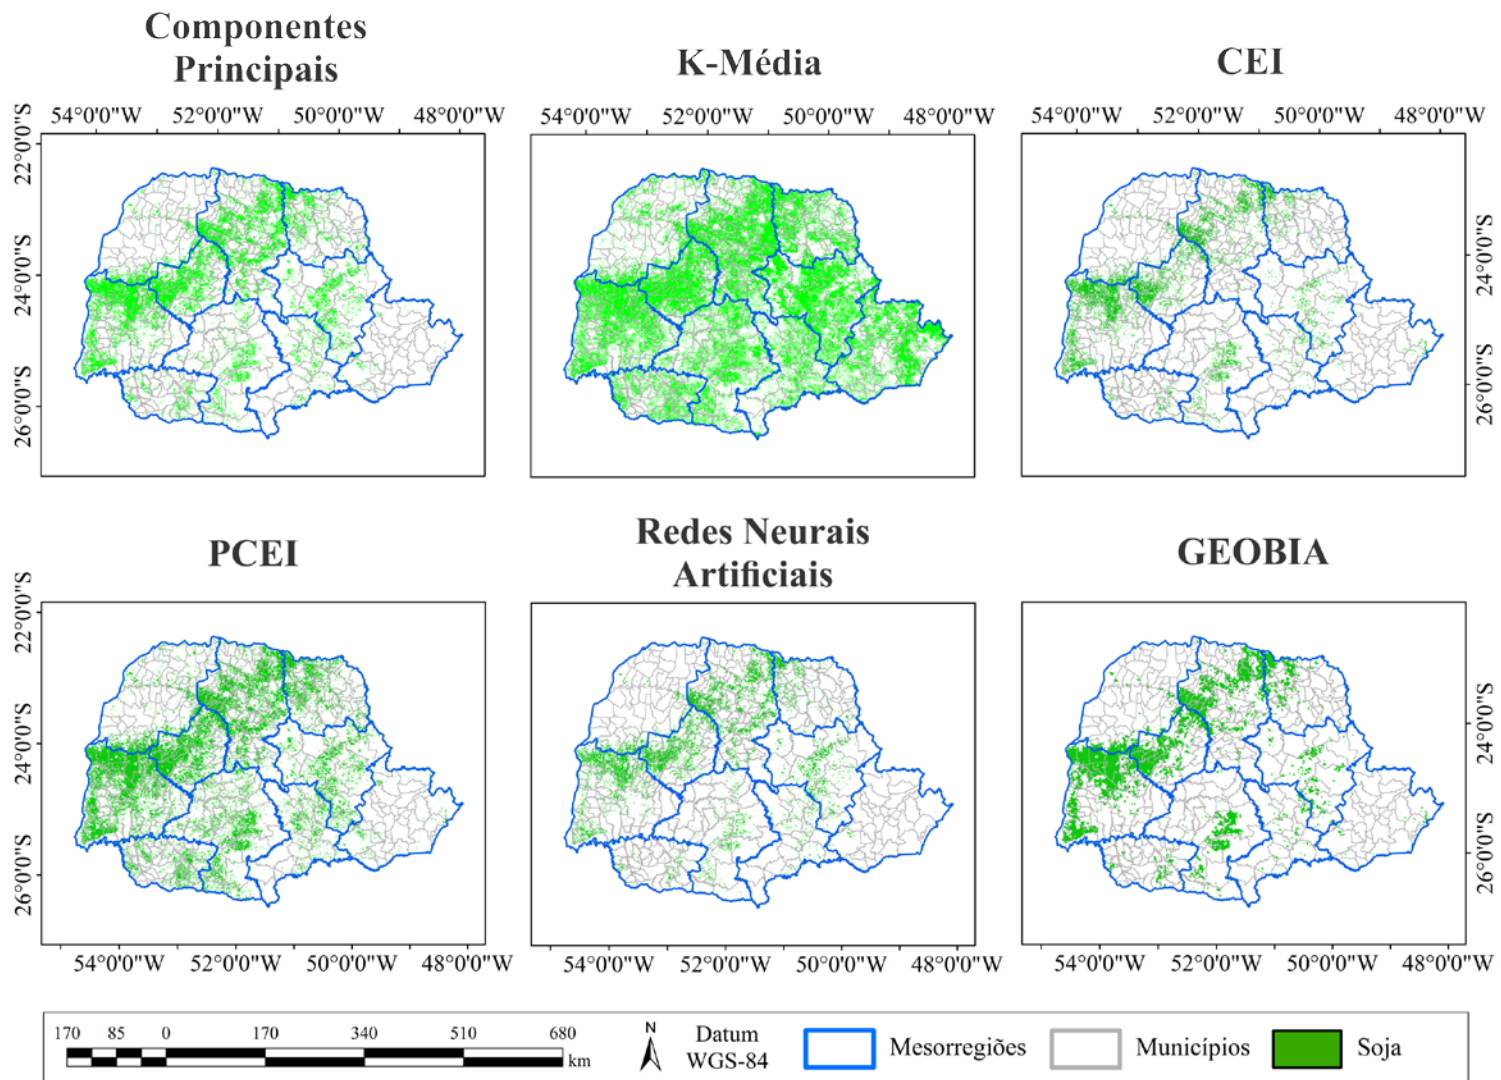 Componentes
Principais
K-Média
CEI
54°0'0"W 52°0'0"W 50°0'0"W 48°0'0"W
54°0'0"W 52°0'0"W 50°0'0"W 48°0'0"W
54°0'0"W 52°0'0"W 50°0'0"W 48°0'0"W
22°0'0"S
24°0'0"S
26°0'0"S
24°0'0"S
26°0'0"S
PCEI
Redes Neurais
Artificiais
GEOBIA
22°0'0"S
24°0'0"S
26°0'0"S
24°0'0"S
26°0'0"S
54°0'0"W 52°0'0"W 50°0'0"W 48°0'0"W
54°0'0"W 52°0'0"W 50°0'0"W 48°0'0"W
54°0'0"W 52°0'0"W 50°0'0"W 48°0'0"W
170 85 0 170 340 510 680
km
N
Datum
WGS-84
Mesorregiões
Municípios
Soja